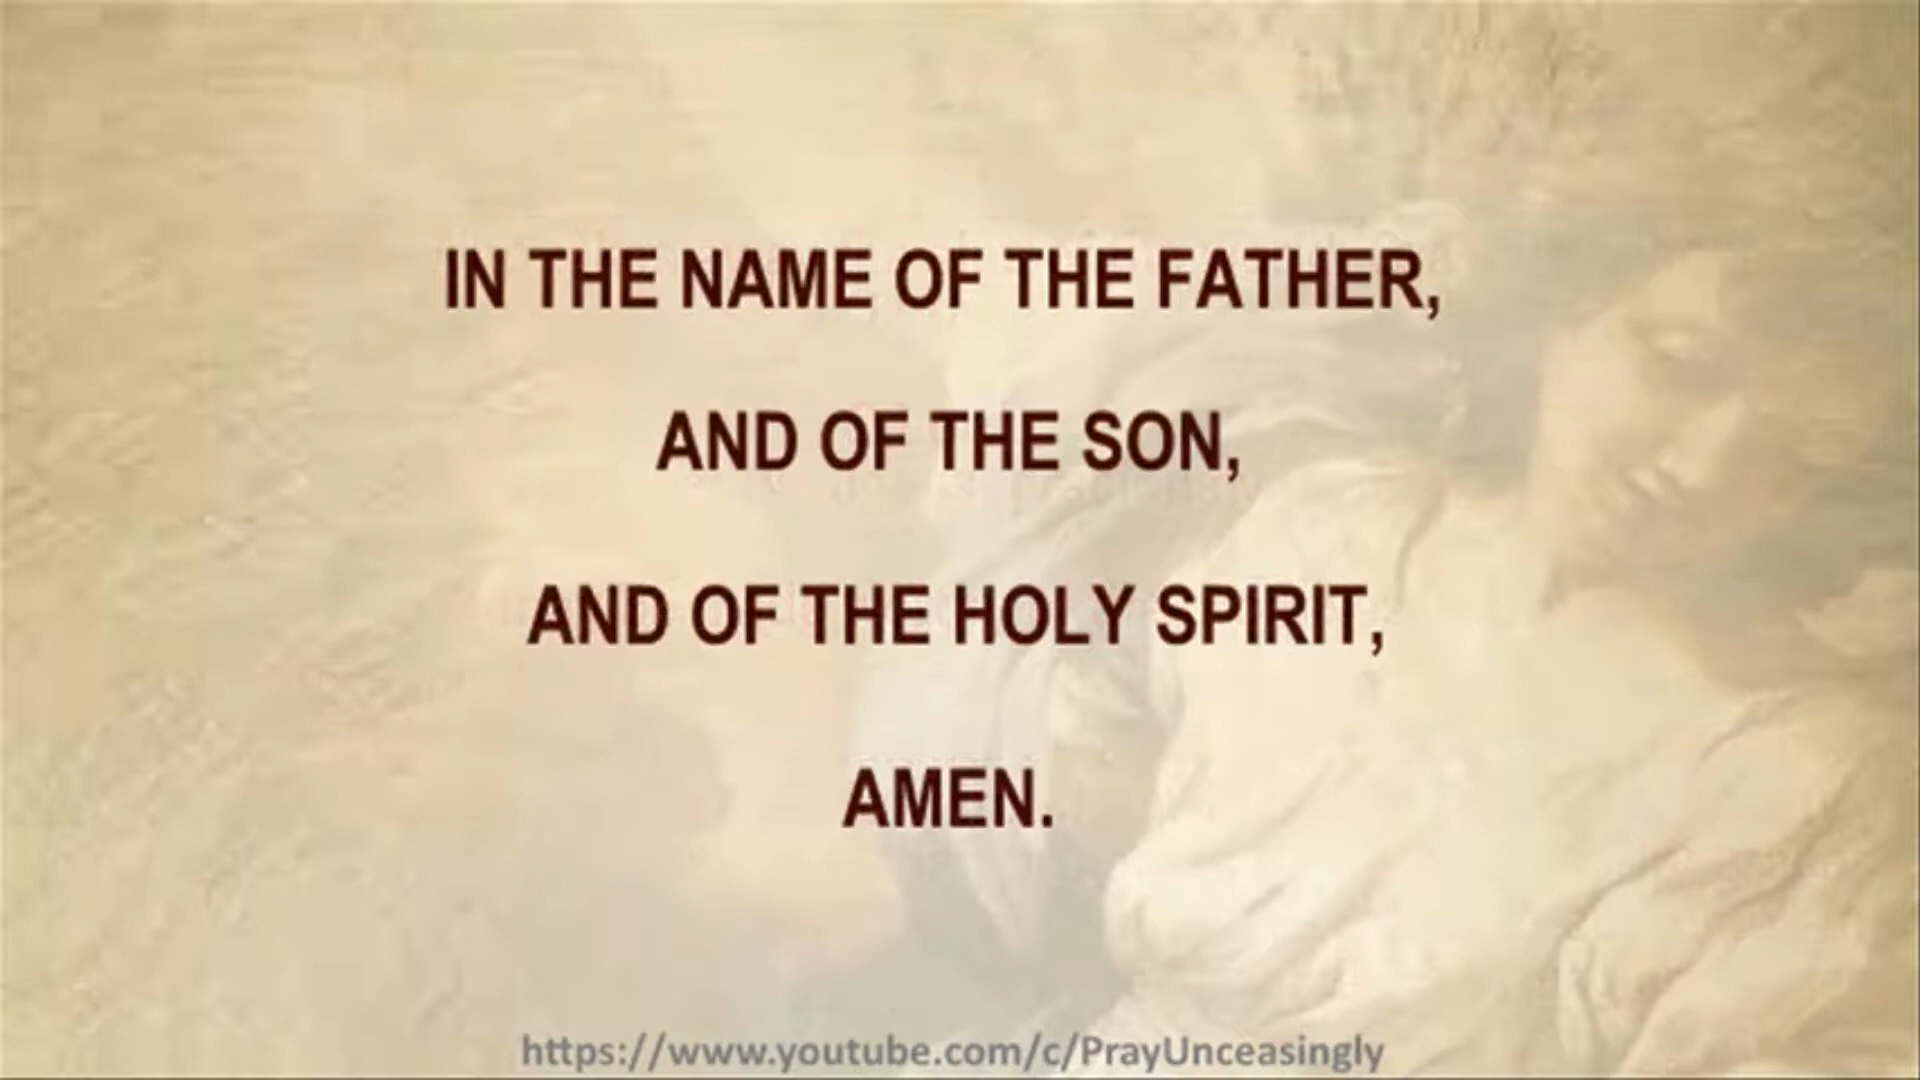 IN THE NAME OF THE FATHER,
AND OF THE SON,
AND OF THE HOLY SPIRIT,
AMEN.
https://www.youtube.com/c/PrayUnceasingly